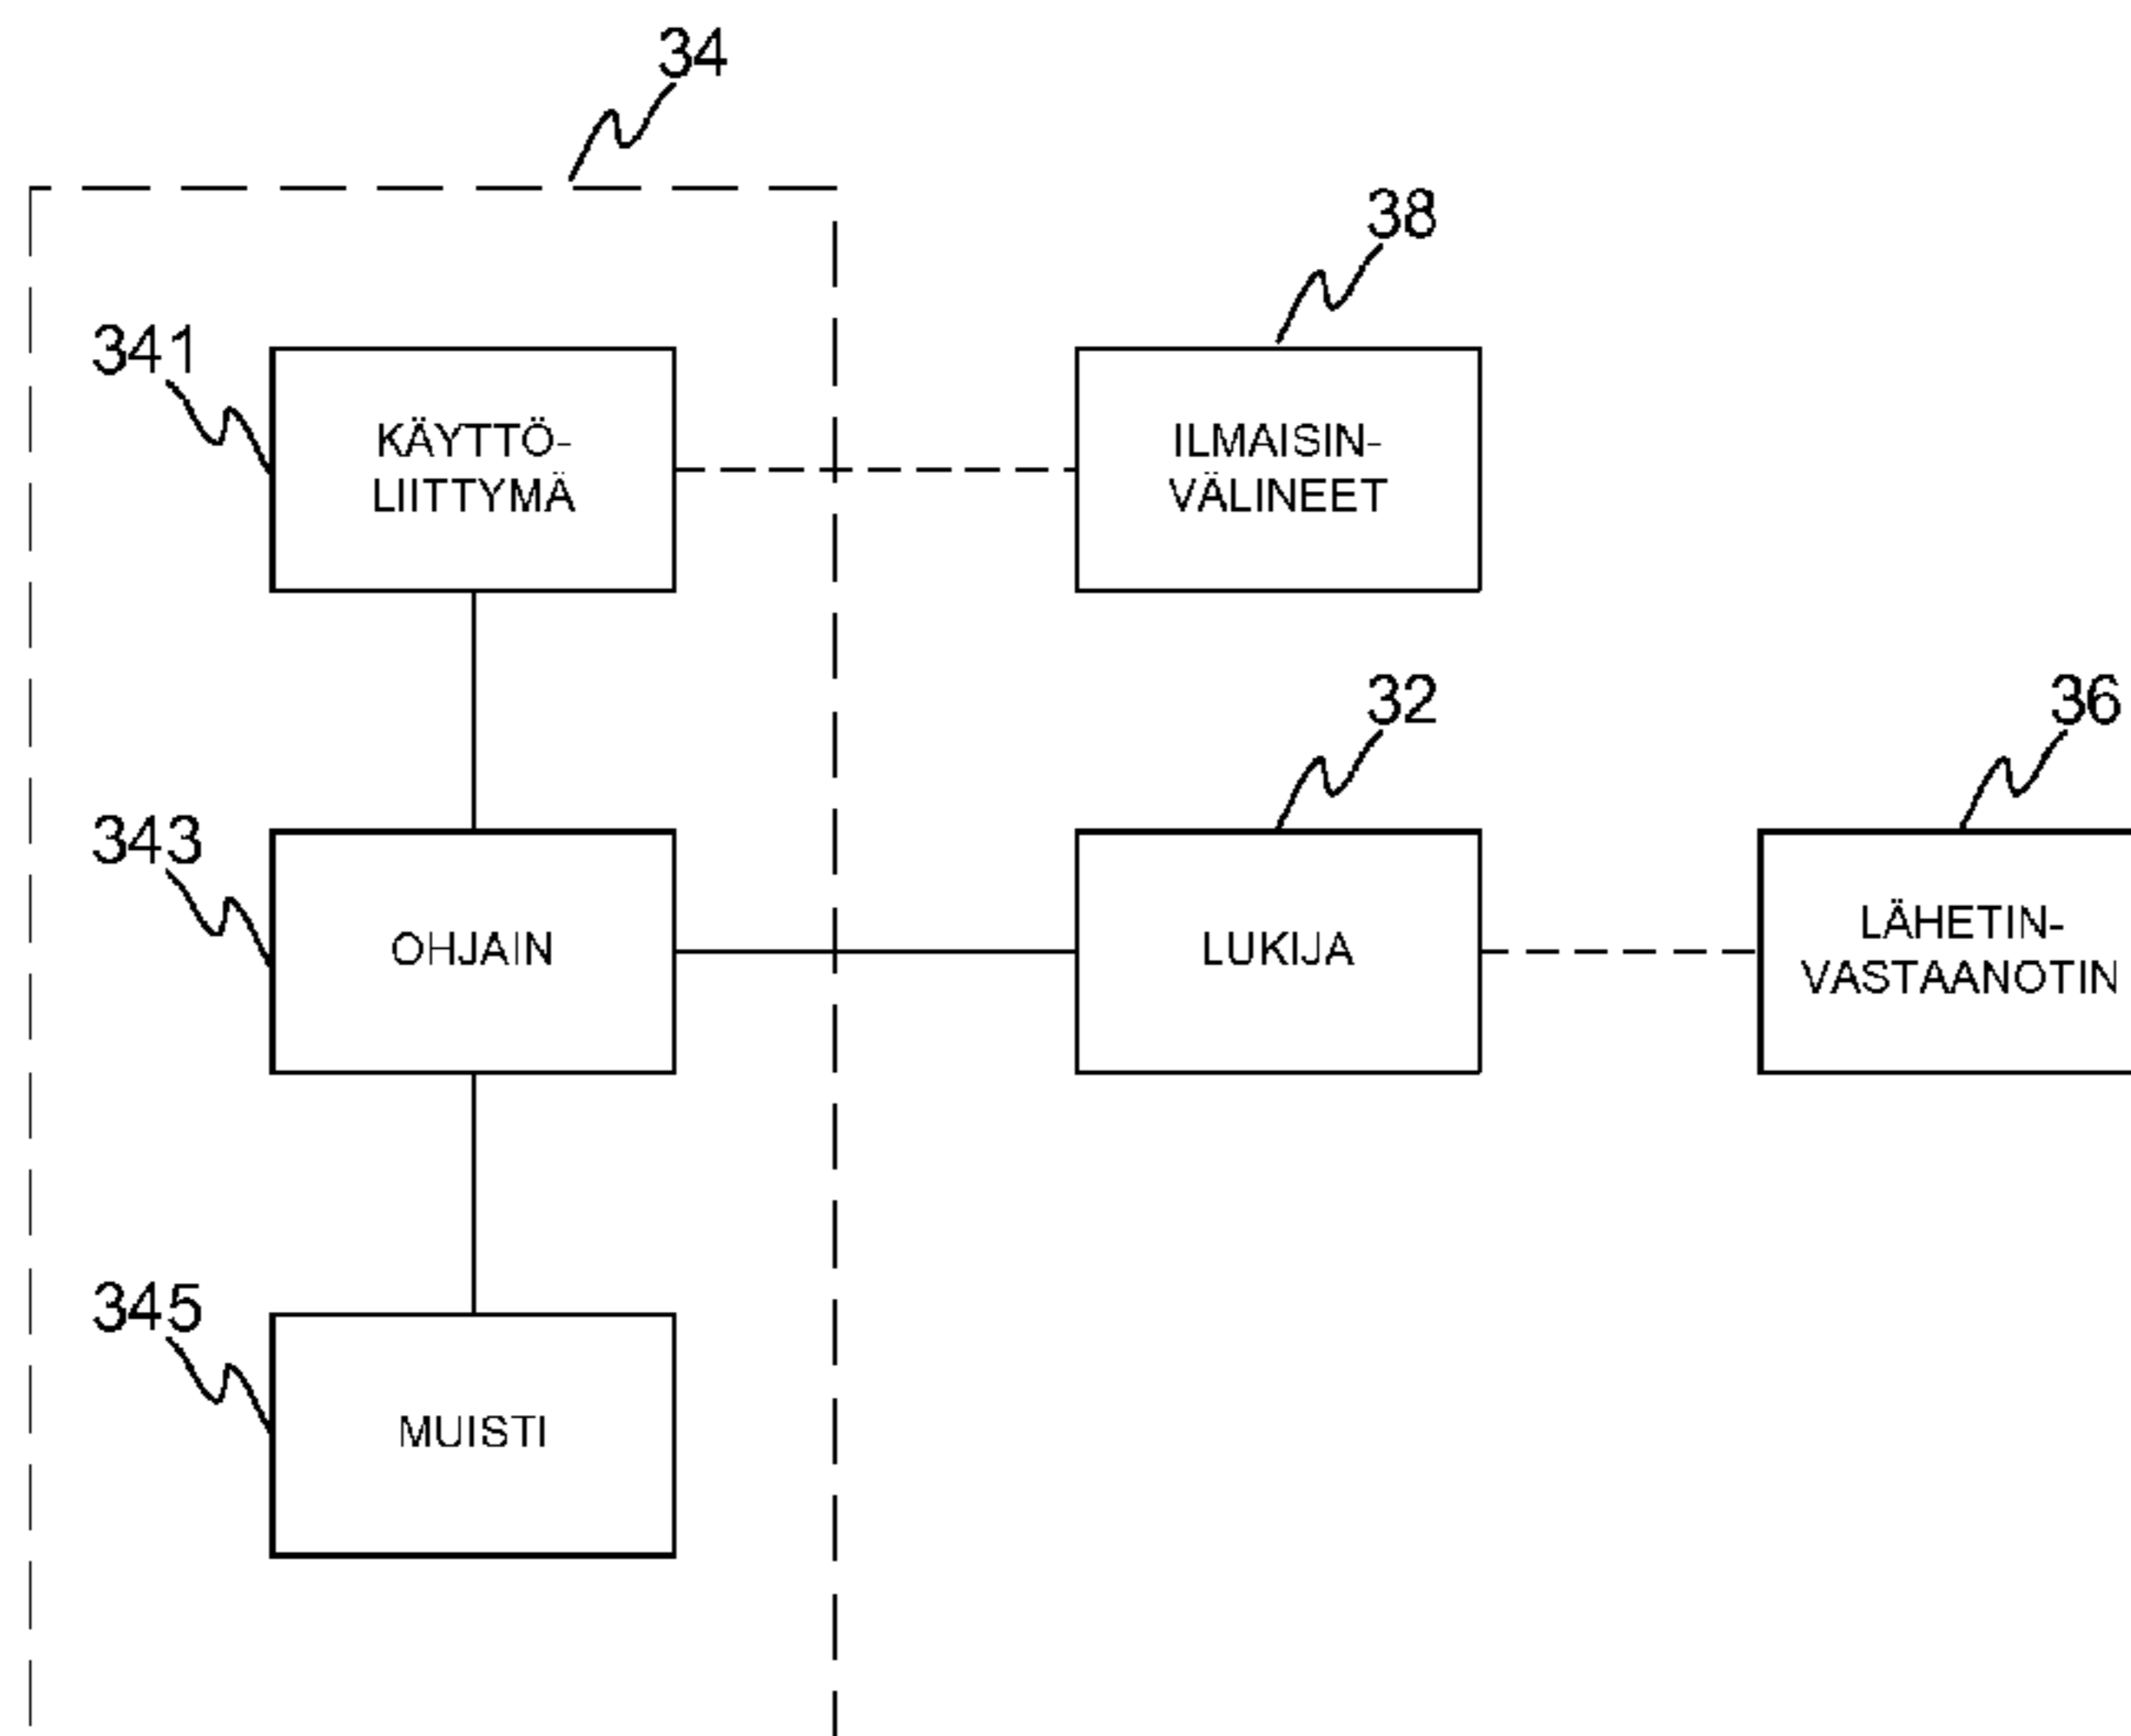 34
38
341
KÄYTTÖ-
LIITTYMÄ
ILMAISIN-
VÄLINEET
32
36
343
OHJAIN
LUKIJA
LÄHETIN-
VASTAANOTIN
345
MUISTI